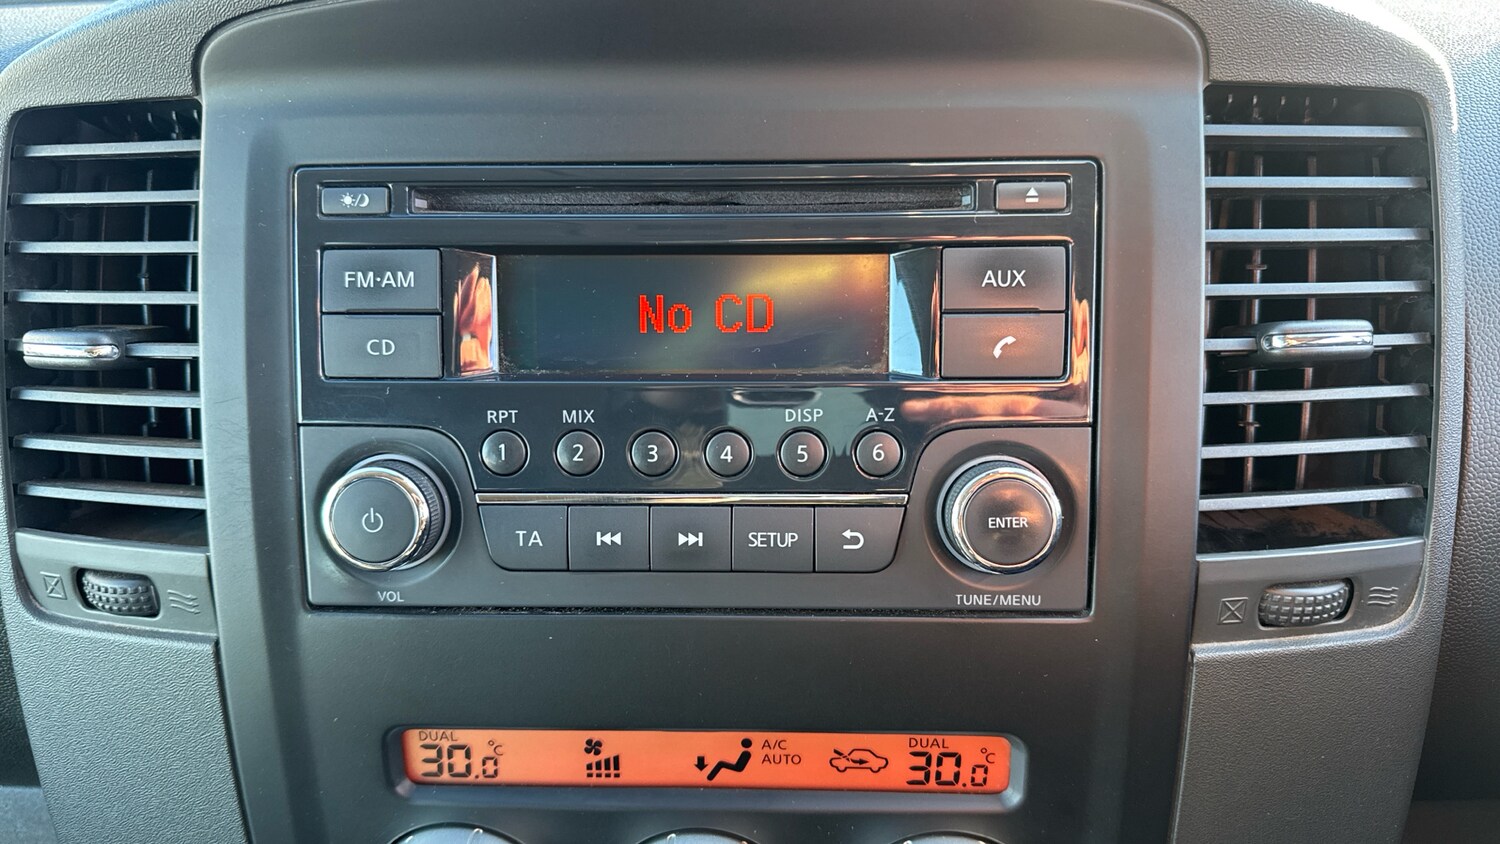 FM·AM
No CD
AUX
CD
RPT MIX DISP A-Z
1 2 3 4 5 6
TA SETUP
ENTER
VOL
TUNE/MENU
DUAL
30.0°C
A/C
AUTO
DUAL
30.0°C